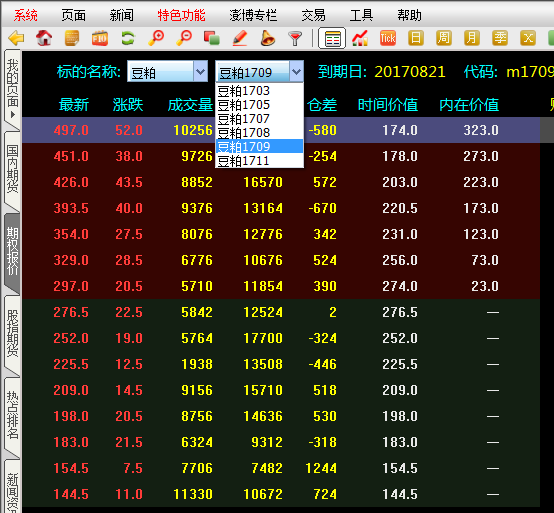 系统 页面 新闻 特色功能 澎博专栏 交易 工具 帮助
F10 tick 日 周 月 季 X
我的页面
国内期货
期权报价
股指期货
热点排名
新闻资讯
标的名称: 豆粕 豆粕1709 到期日: 20170821 代码: m1709
豆粕1703
豆粕1705
豆粕1707
豆粕1708
豆粕1709
豆粕1711
最新 涨跌 成交量 仓差 时间价值 内在价值
497.0 52.0 10256 -580 174.0 323.0
451.0 38.0 9726 -254 178.0 273.0
426.0 43.5 8852 16570 572 203.0 223.0
393.5 40.0 9376 13164 -670 220.5 173.0
354.0 27.5 8076 12776 342 231.0 123.0
329.0 28.5 6776 10676 524 256.0 73.0
297.0 20.5 5710 11854 390 274.0 23.0
276.5 22.5 5842 12524 2 276.5 —
252.0 19.0 5764 17700 -324 252.0 —
225.5 12.5 1938 13508 -446 225.5 —
209.0 14.5 9156 15710 518 209.0 —
198.0 20.5 8756 14636 530 198.0 —
183.0 21.5 6324 9312 -318 183.0 —
154.5 7.5 7706 7482 1244 154.5 —
144.5 11.0 11330 10672 724 144.5 —